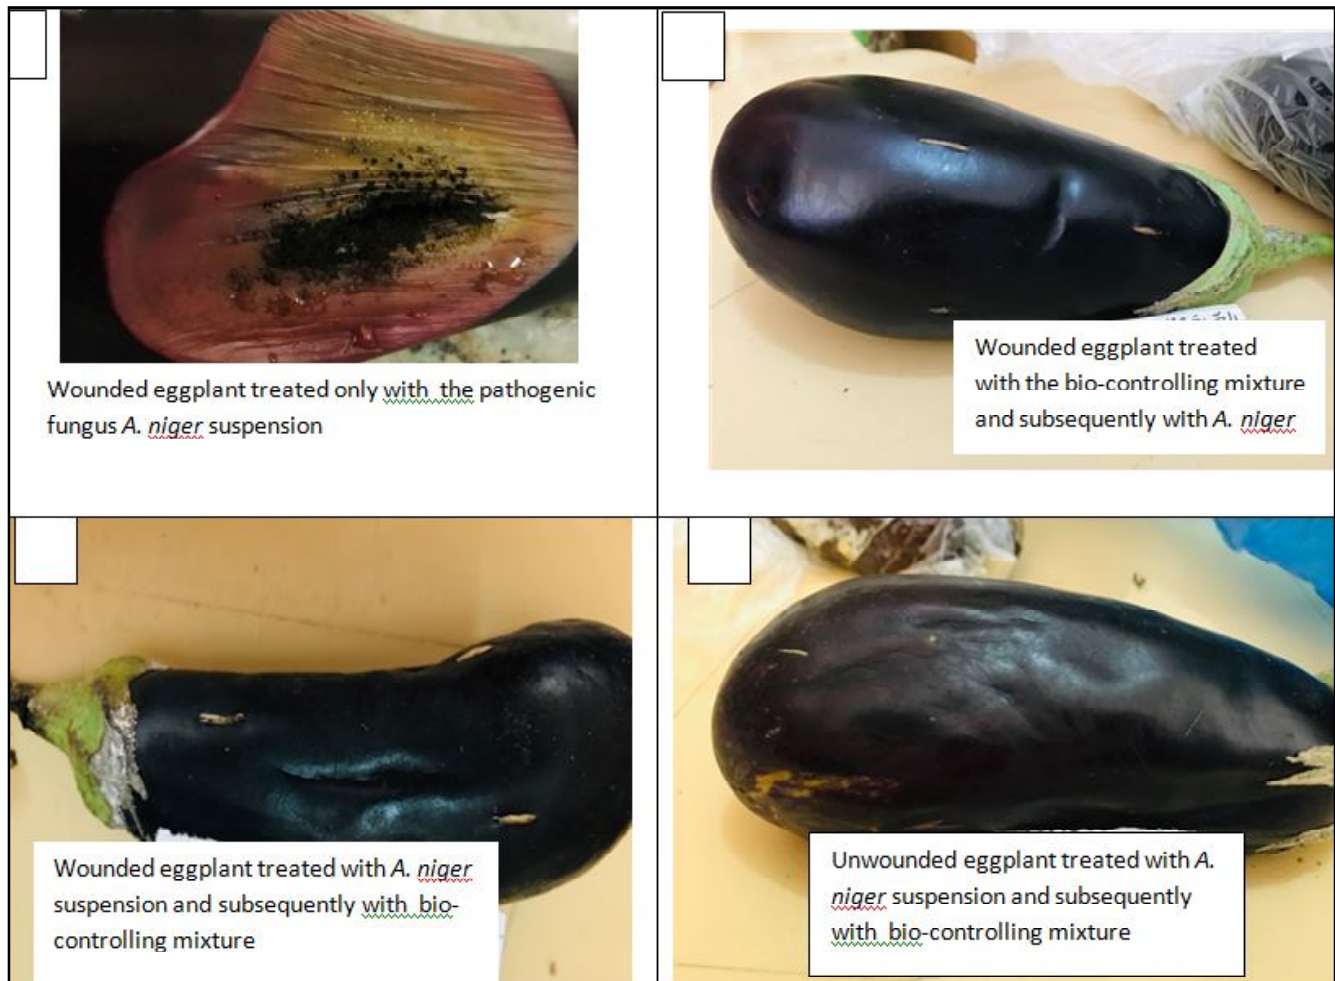 Wounded eggplant treated only with the pathogenic
fungus A. niger suspension
Wounded eggplant treated
with the bio-controlling mixture
and subsequently with A. niger
Wounded eggplant treated with A. niger
suspension and subsequently with bio-
controlling mixture
Unwounded eggplant treated with A.
niger suspension and subsequently
with bio-controlling mixture